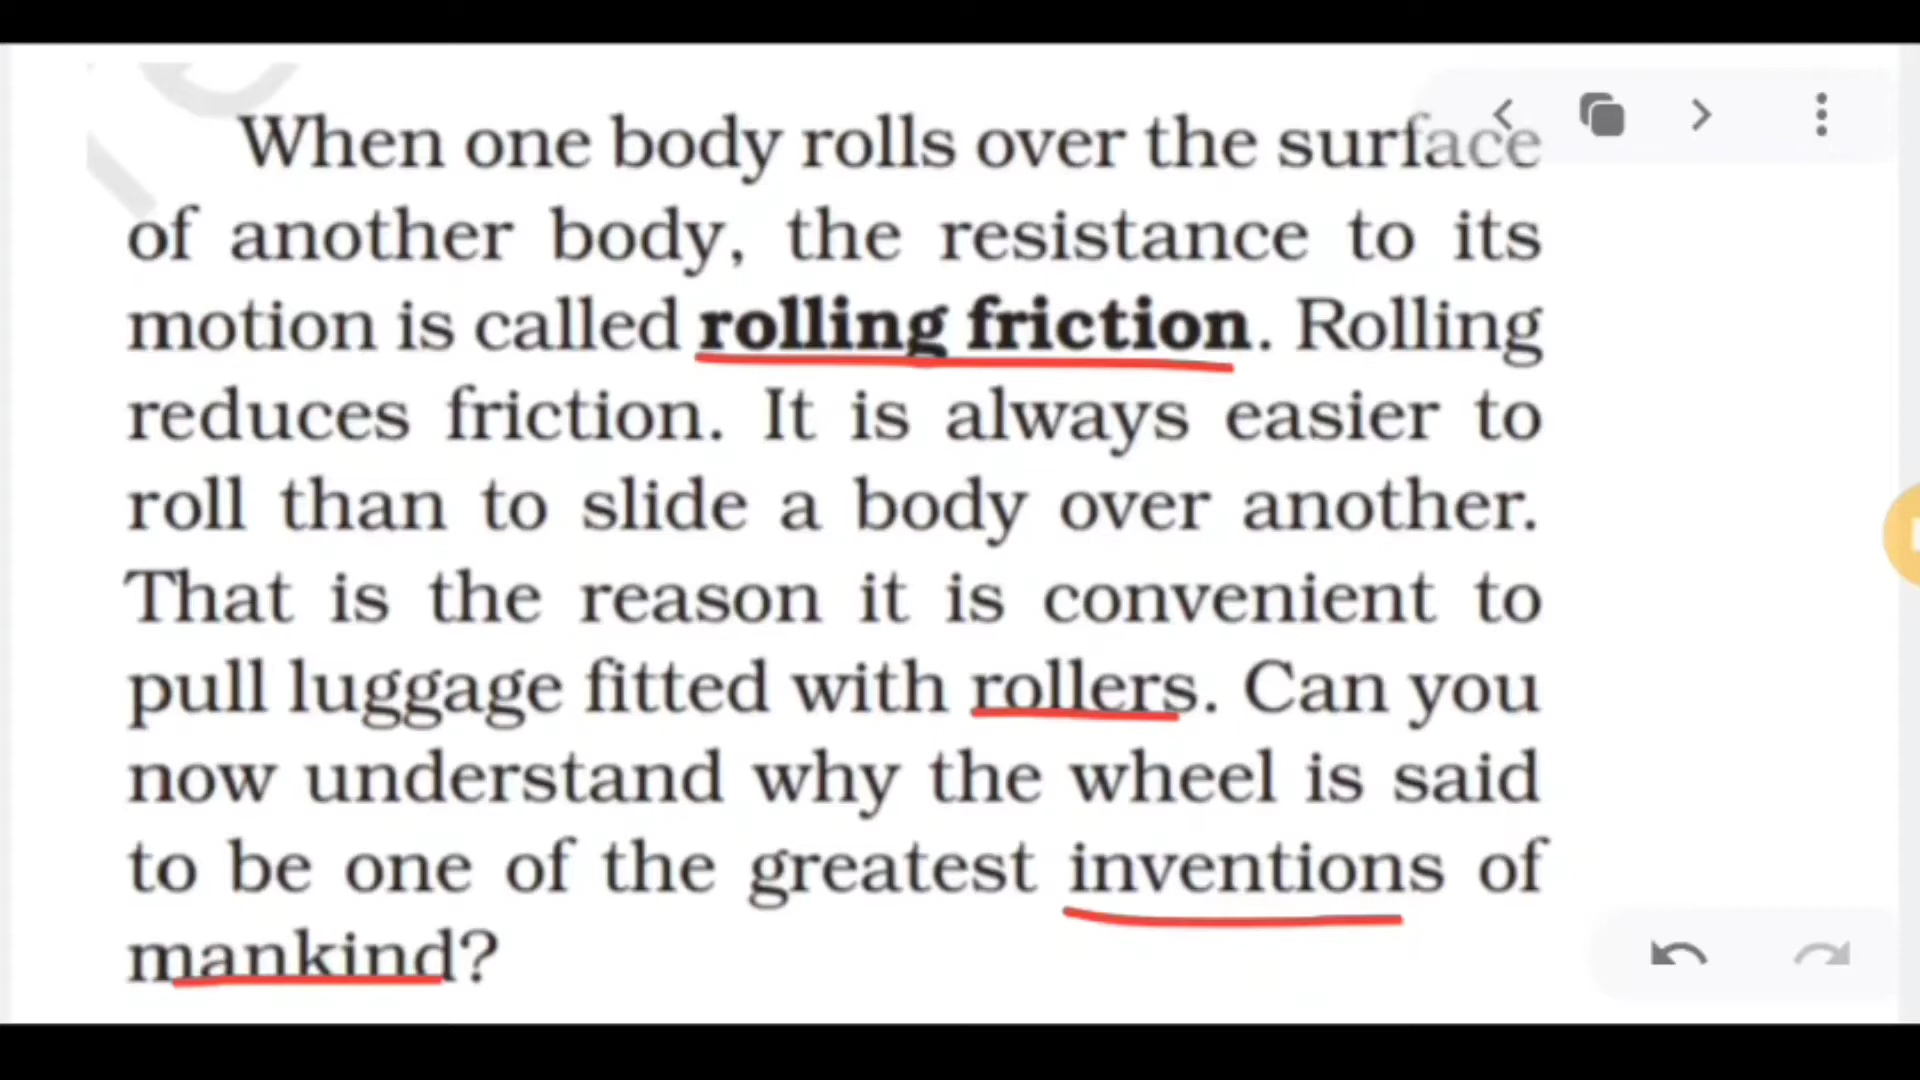 When one body rolls over the surface
of another body, the resistance to its
motion is called rolling friction. Rolling
reduces friction. It is always easier to
roll than to slide a body over another.
That is the reason it is convenient to
pull luggage fitted with rollers. Can you
now understand why the wheel is said
to be one of the greatest inventions of
mankind?